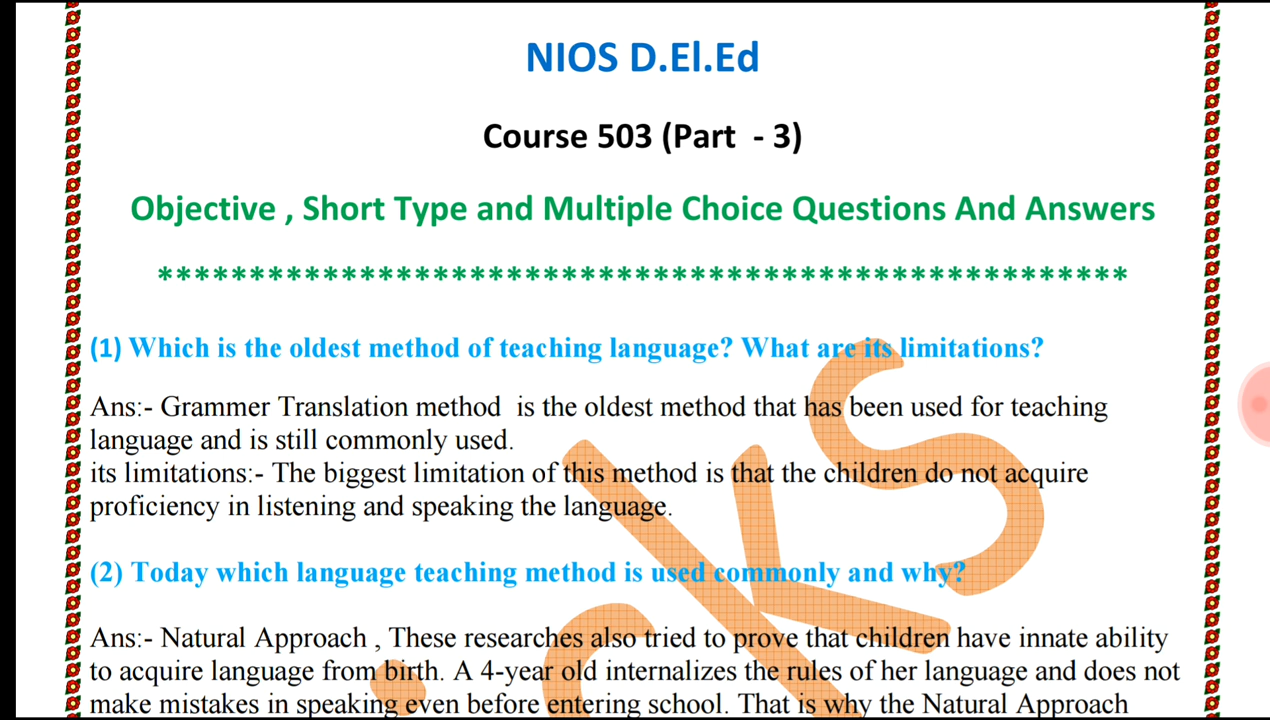 NIOS D.El.Ed
Course 503 (Part - 3)
Objective , Short Type and Multiple Choice Questions And Answers
*****************************************************
(1) Which is the oldest method of teaching language? What are its limitations?
Ans:- Grammer Translation method is the oldest method that has been used for teaching
language and is still commonly used.
its limitations:- The biggest limitation of this method is that the children do not acquire
proficiency in listening and speaking the language.
(2) Today which language teaching method is used commonly and why?
Ans:- Natural Approach , These researches also tried to prove that children have innate ability
to acquire language from birth. A 4-year old internalizes the rules of her language and does not
make mistakes in speaking even before entering school. That is why the Natural Approach